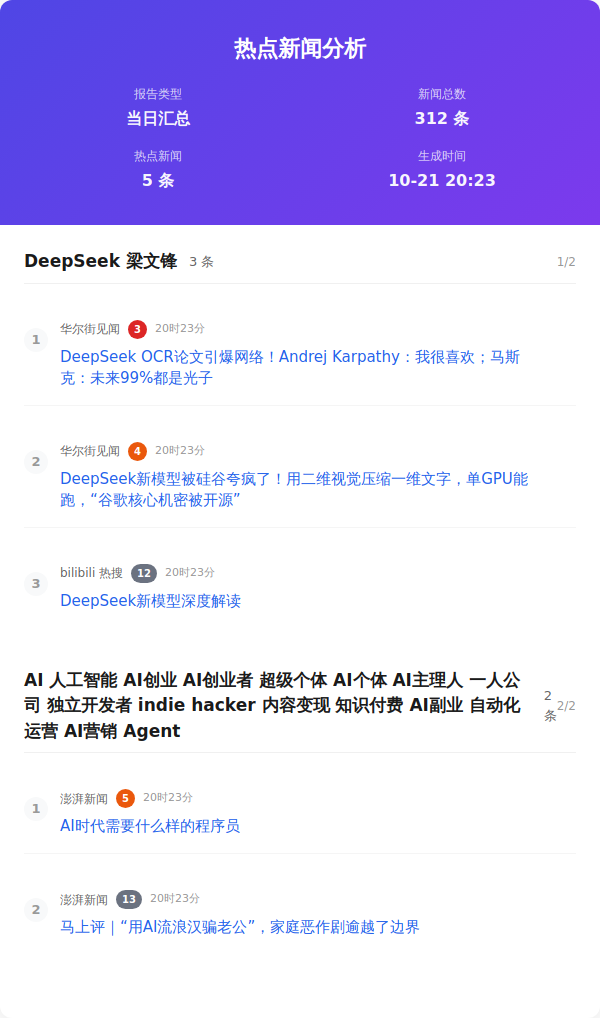 热点新闻分析
报告类型
当日汇总
新闻总数
312 条
热点新闻
5 条
生成时间
10-21 20:23
DeepSeek 梁文锋 3 条 1/2
1
华尔街见闻 3 20时23分
DeepSeek OCR论文引爆网络！Andrej Karpathy：我很喜欢；马斯
克：未来99%都是光子
2
华尔街见闻 4 20时23分
DeepSeek新模型被硅谷夸疯了！用二维视觉压缩一维文字，单GPU能
跑，“谷歌核心机密被开源”
3
bilibili 热搜 12 20时23分
DeepSeek新模型深度解读
AI 人工智能 AI创业 AI创业者 超级个体 AI个体 AI主理人 一人公
司 独立开发者 indie hacker 内容变现 知识付费 AI副业 自动化
运营 AI营销 Agent
2
条
2/2
1
澎湃新闻 5 20时23分
AI时代需要什么样的程序员
2
澎湃新闻 13 20时23分
马上评｜“用AI流浪汉骗老公”，家庭恶作剧逾越了边界